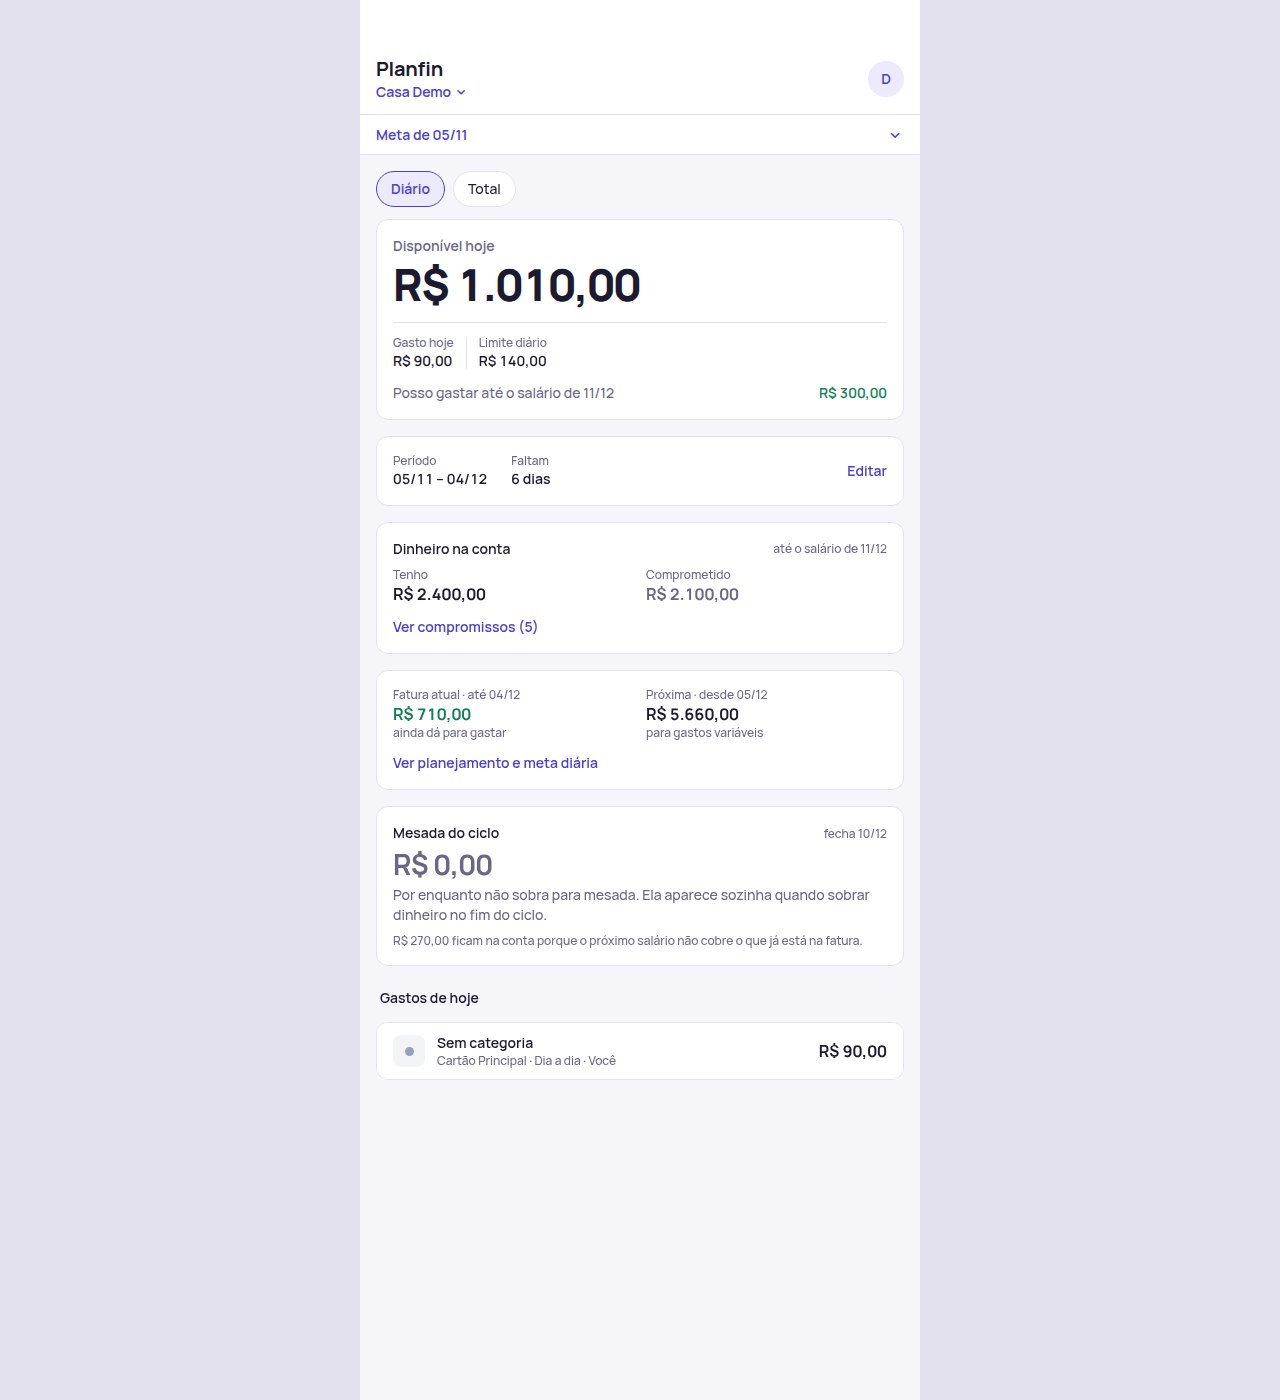 Planfin
Casa Demo
D
Meta de 05/11
Diário
Total
Disponível hoje
R$ 1.010,00
Gasto hoje
R$ 90,00
Limite diário
R$ 140,00
Posso gastar até o salário de 11/12
R$ 300,00
Período
05/11 – 04/12
Faltam
6 dias
Editar
Dinheiro na conta
até o salário de 11/12
Tenho
R$ 2.400,00
Comprometido
R$ 2.100,00
Ver compromissos (5)
Fatura atual · até 04/12
R$ 710,00
ainda dá para gastar
Próxima · desde 05/12
R$ 5.660,00
para gastos variáveis
Ver planejamento e meta diária
Mesada do ciclo
fecha 10/12
R$ 0,00
Por enquanto não sobra para mesada. Ela aparece sozinha quando sobrar
dinheiro no fim do ciclo.
R$ 270,00 ficam na conta porque o próximo salário não cobre o que já está na fatura.
Gastos de hoje
Sem categoria
Cartão Principal · Dia a dia · Você
R$ 90,00